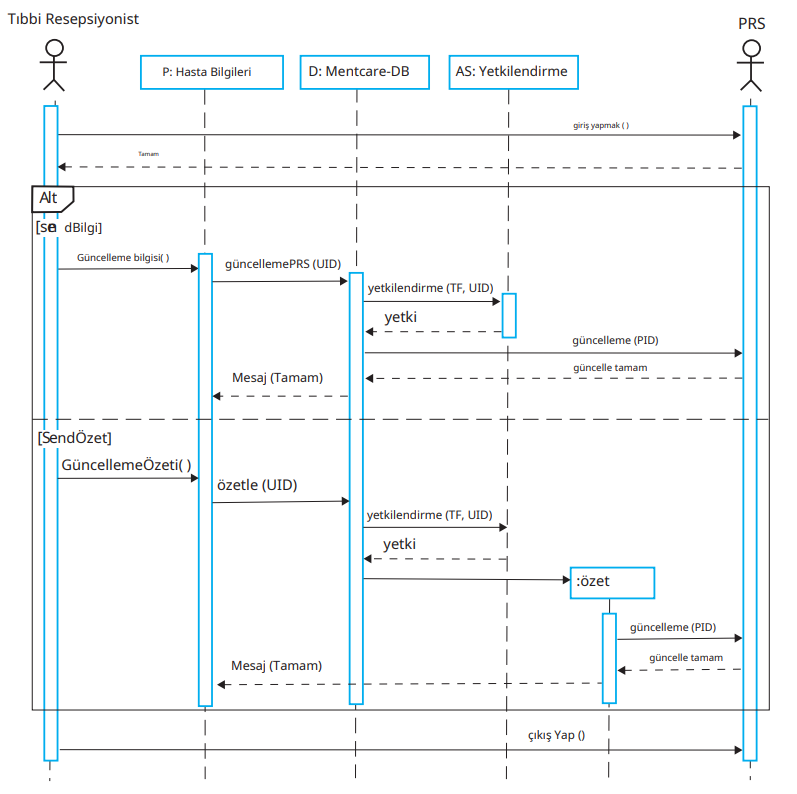 Tıbbi Resepsiyonist
PRS
P: Hasta Bilgileri
D: Mentcare-DB
AS: Yetkilendirme
giriş yapmak ( )
Tamam
Alt
[sendBilgi]
Güncelleme bilgisi( )
güncellemePRS (UID)
yetkilendirme (TF, UID)
yetki
güncelleme (PID)
güncelle tamam
Mesaj (Tamam)
[SendÖzet]
GüncellemeÖzeti( )
özetle (UID)
yetkilendirme (TF, UID)
yetki
:özet
güncelleme (PID)
güncelle tamam
Mesaj (Tamam)
çıkış Yap ()